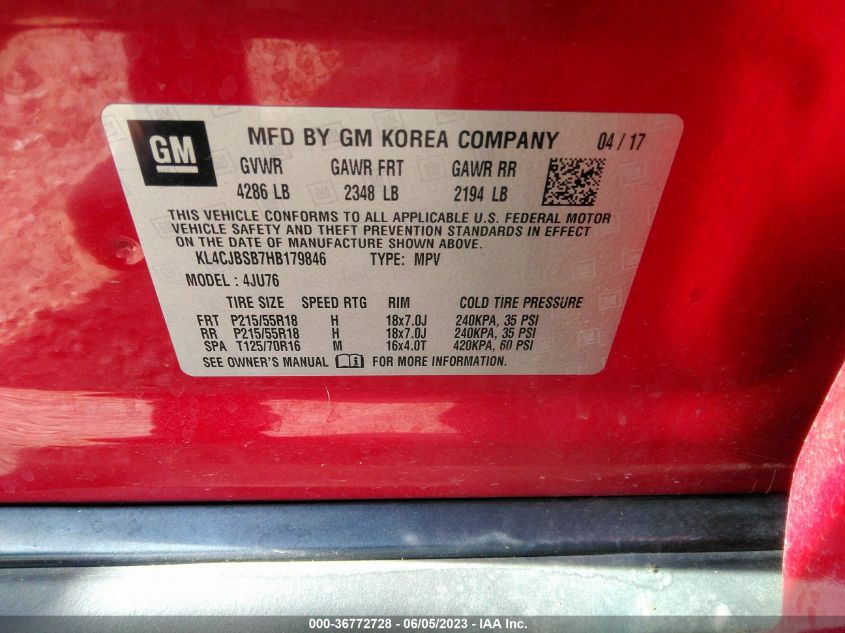 GM MFD BY GM KOREA COMPANY 04 / 17
GVWR GAWR FRT GAWR RR
4286 LB 2348 LB 2194 LB
THIS VEHICLE CONFORMS TO ALL APPLICABLE U.S. FEDERAL MOTOR
VEHICLE SAFETY AND THEFT PREVENTION STANDARDS IN EFFECT
ON THE DATE OF MANUFACTURE SHOWN ABOVE.
KL4CJBSB7HB179846 TYPE: MPV
MODEL : 4JU76
TIRE SIZE SPEED RTG RIM COLD TIRE PRESSURE
FRT P215/55R18 H 18x7.0J 240KPA, 35 PSI
RR P215/55R18 H 18x7.0J 240KPA, 35 PSI
SPA T125/70R16 M 16x4.0T 420KPA, 60 PSI
SEE OWNER'S MANUAL FOR MORE INFORMATION.
000-36772728 - 06/05/2023 - IAA Inc.